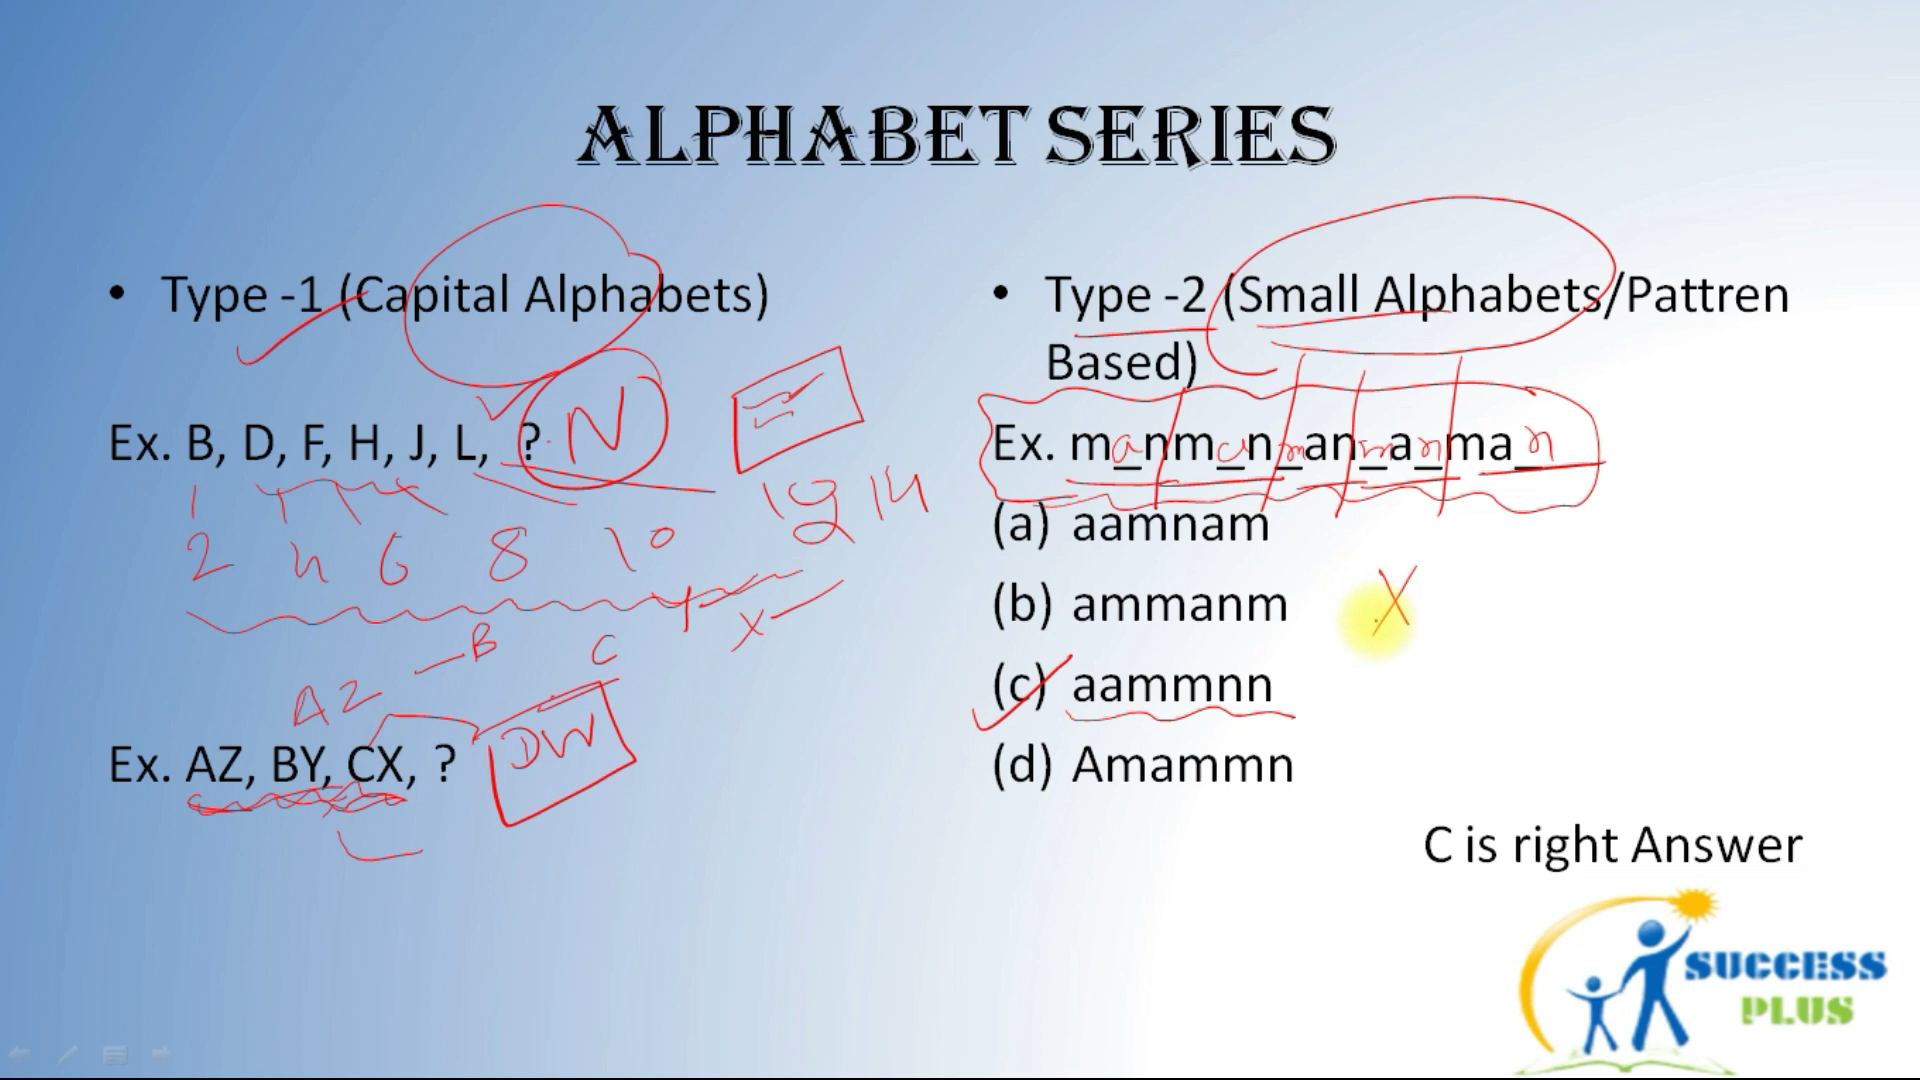 ALPHABET SERIES
• Type -1 (Capital Alphabets)
Ex. B, D, F, H, J, L, ?
N
2 4 6 8 10 12 14
B
C
Y
X
AZ
Ex. AZ, BY, CX, ?
DW
• Type -2 (Small Alphabets/Pattren
Based)
Ex. m_nm_n_an_a_ma_
a a m m n n
(a) aamnam
(b) ammanm
X
(c) aammnn
(d) Amammn
C is right Answer
SUCCESS
PLUS